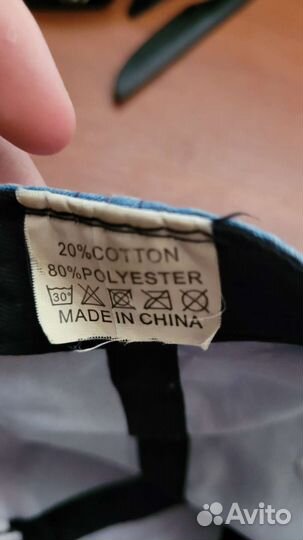 20%COTTON
80%POLYESTER
30°
MADE IN CHINA
Avito